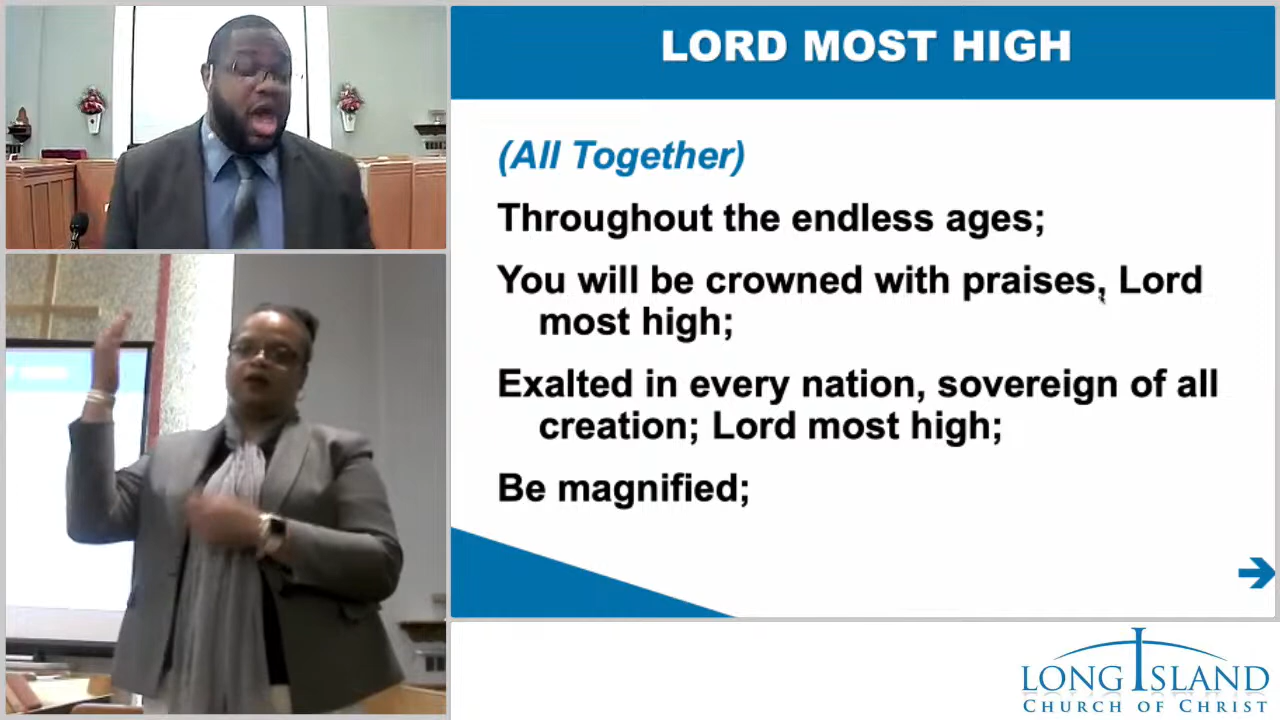 LORD MOST HIGH
(All Together)
Throughout the endless ages;
You will be crowned with praises, Lord
most high;
Exalted in every nation, sovereign of all
creation; Lord most high;
Be magnified;
LONG ISLAND
CHURCH OF CHRIST